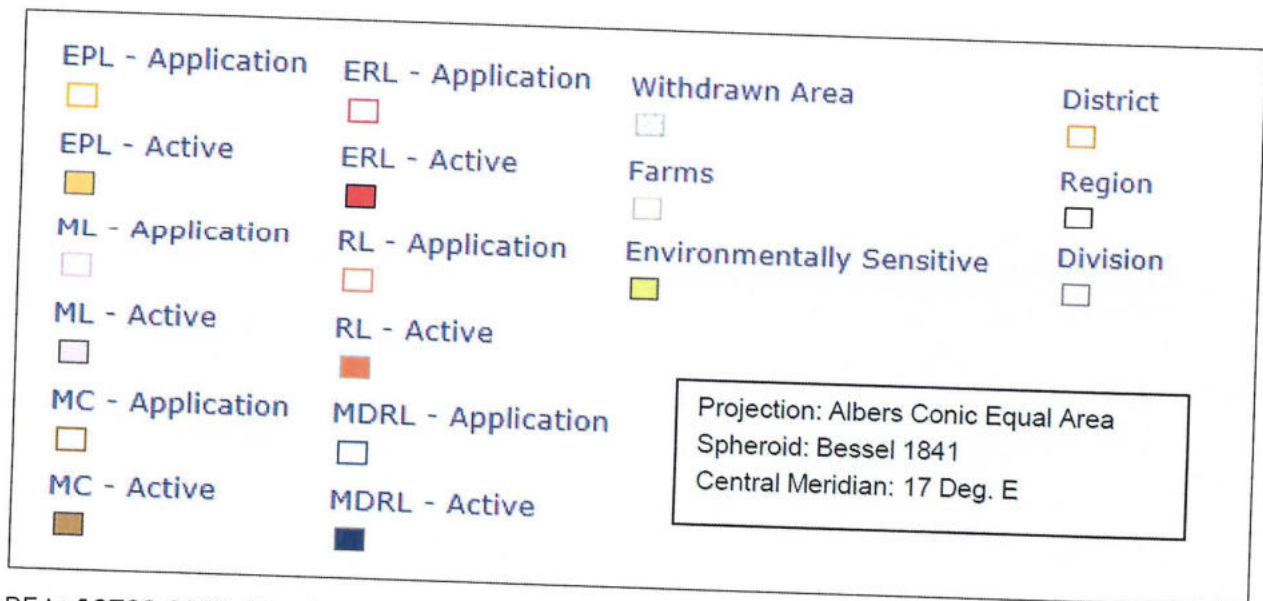 EPL - Application
EPL - Active
ML - Application
ML - Active
MC - Application
MC - Active
ERL - Application
ERL - Active
RL - Application
RL - Active
MDRL - Application
MDRL - Active
Withdrawn Area
Farms
Environmentally Sensitive
District
Region
Division
Projection: Albers Conic Equal Area
Spheroid: Bessel 1841
Central Meridian: 17 Deg. E